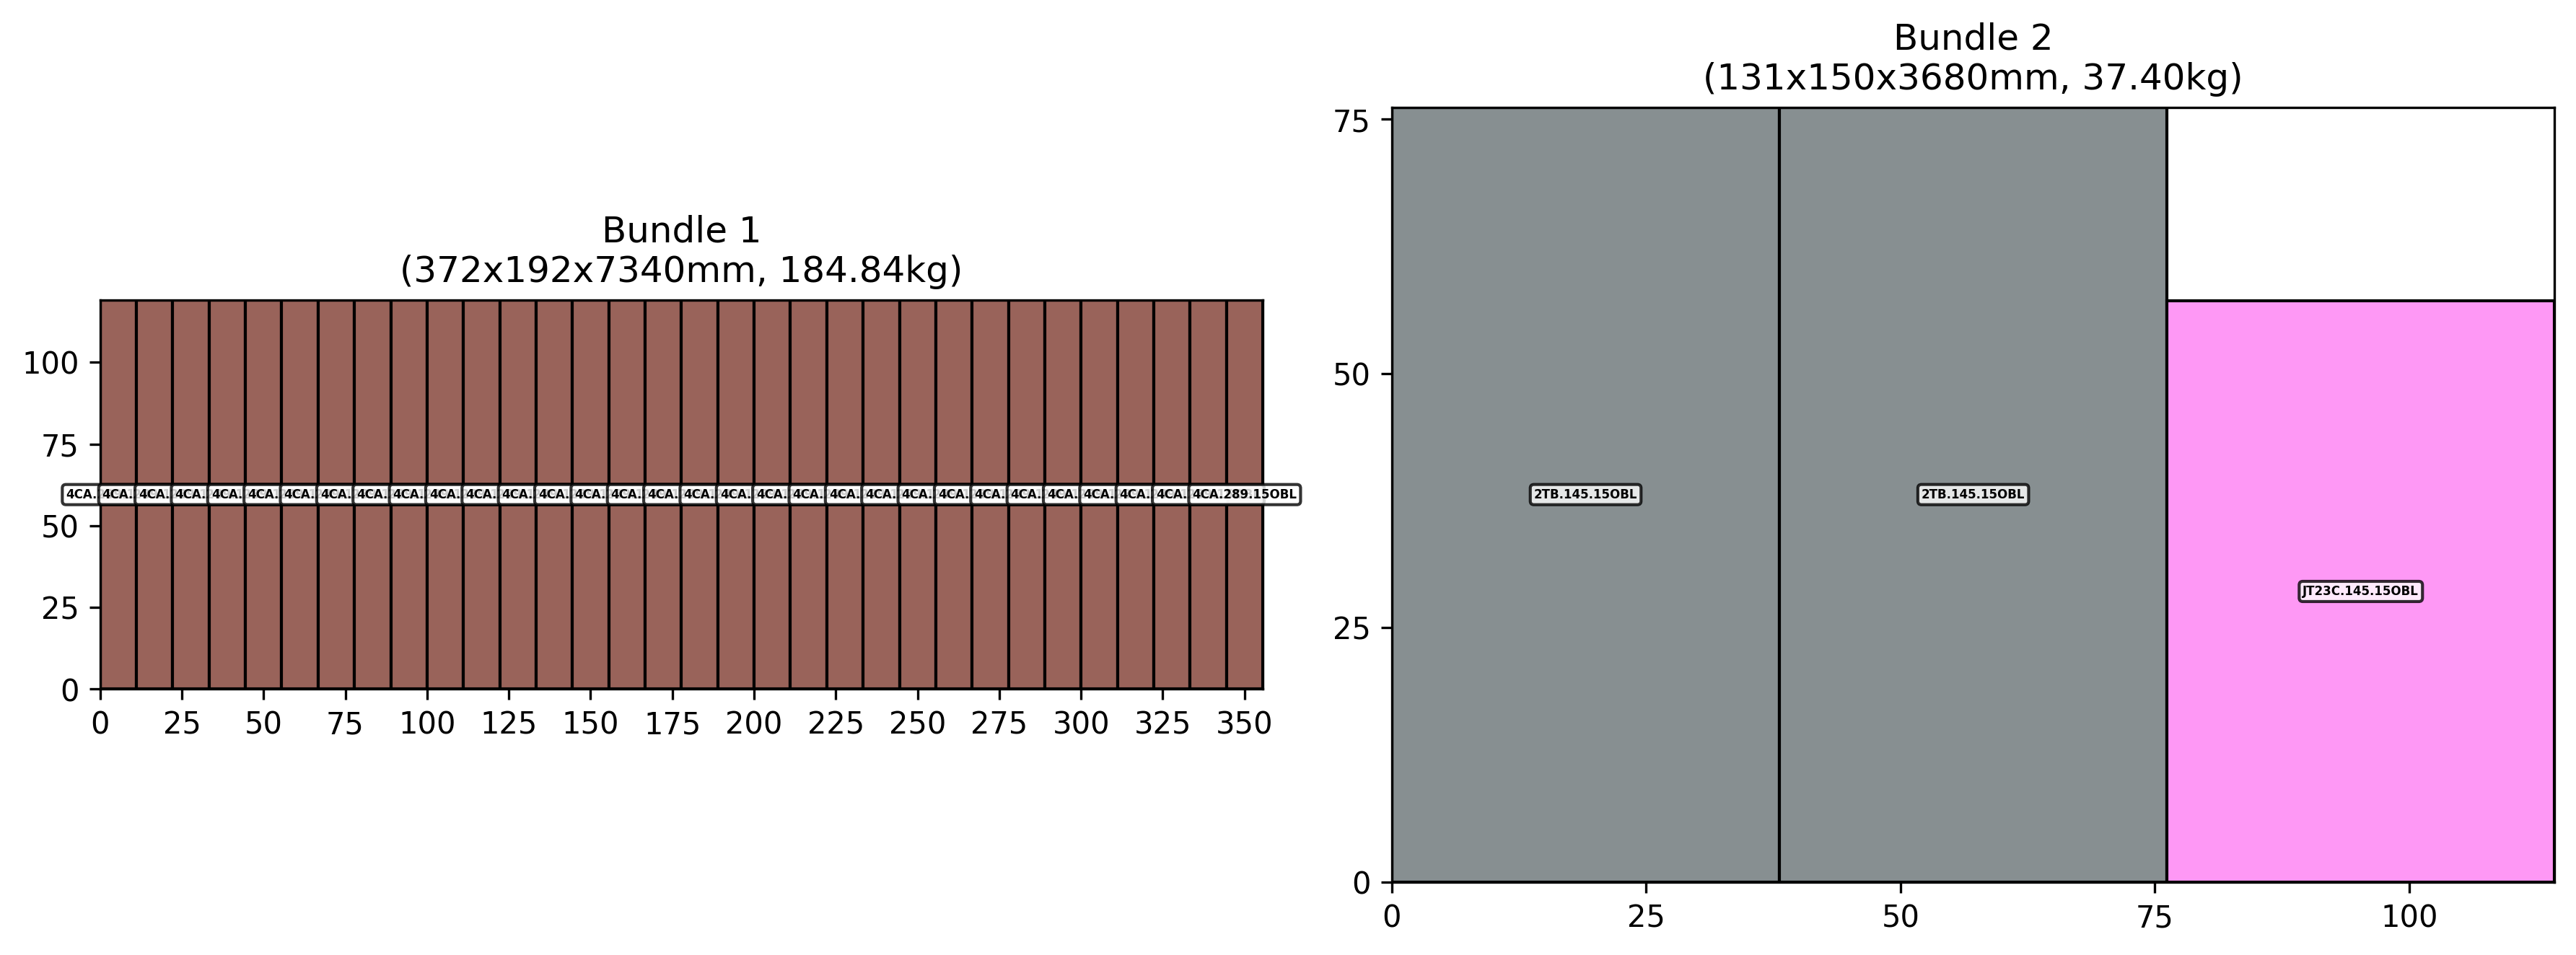 Bundle 1
(372x192x7340mm, 184.84kg)
100
75
50
25
0
4CA. 4CA. 4CA. 4CA. 4CA. 4CA. 4CA. 4CA. 4CA. 4CA. 4CA. 4CA. 4CA. 4CA. 4CA. 4CA. 4CA. 4CA. 4CA. 4CA. 4CA. 4CA. 4CA. 4CA. 4CA. 4CA. 4CA. 4CA. 4CA. 4CA. 4CA. 4CA.289.15OBL
0 25 50 75 100 125 150 175 200 225 250 275 300 325 350
Bundle 2
(131x150x3680mm, 37.40kg)
75
50
25
0
2TB.145.15OBL
2TB.145.15OBL
JT23C.145.15OBL
0 25 50 75 100